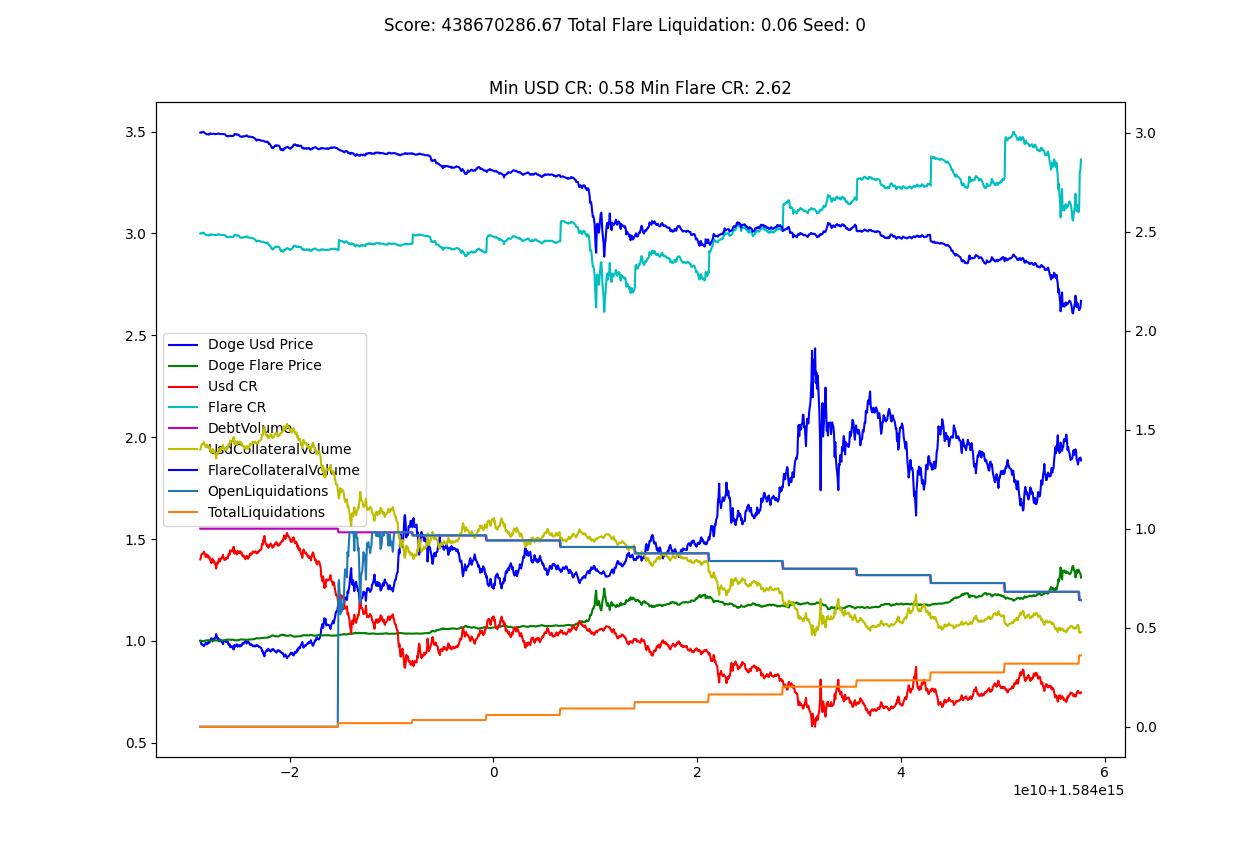 Score: 438670286.67 Total Flare Liquidation: 0.06 Seed: 0
Min USD CR: 0.58 Min Flare CR: 2.62
3.5
3.0
2.5
2.0
1.5
1.0
0.5
Doge Usd Price
Doge Flare Price
Usd CR
Flare CR
DebtVolume
UsdCollateralVolume
FlareCollateralVolume
OpenLiquidations
TotalLiquidations
3.0
2.5
2.0
1.5
1.0
0.5
0.0
−2 0 2 4 6
1e10+1.584e15